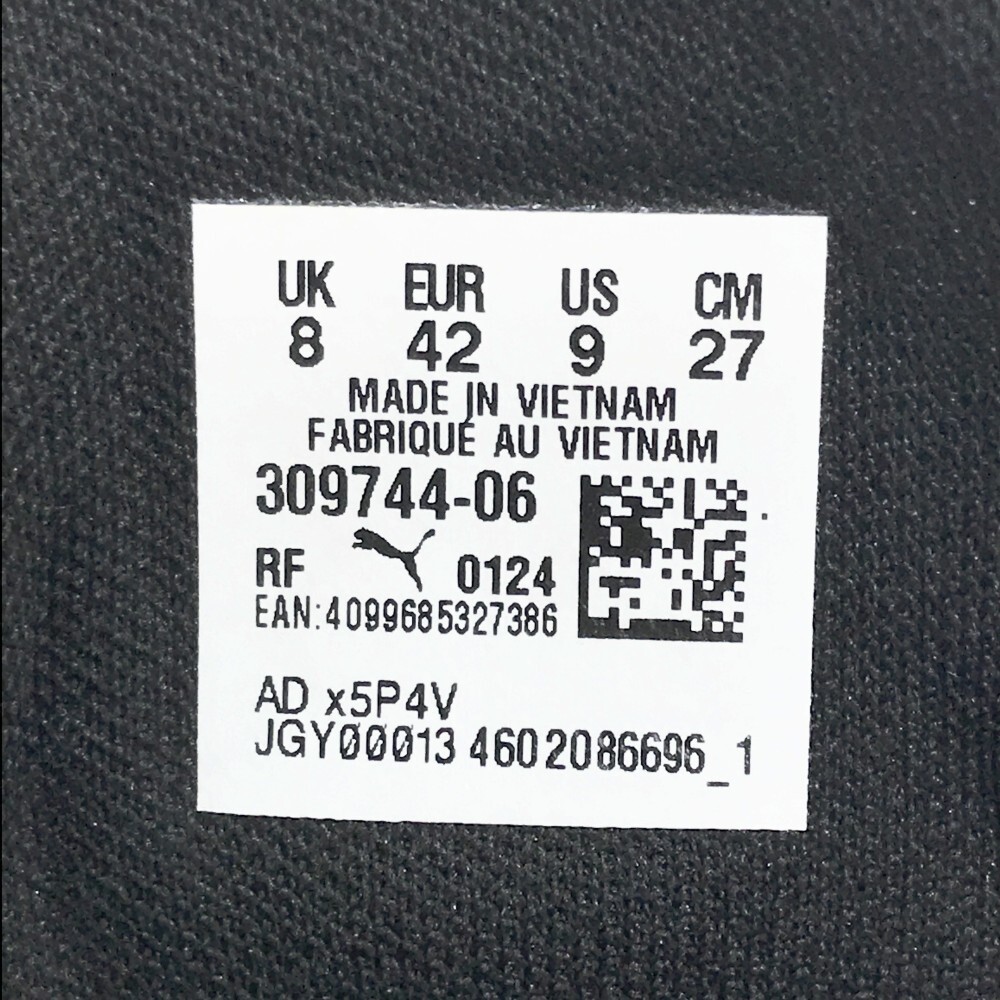 UK EUR US CM
8 42 9 27
MADE IN VIETNAM
FABRIQUÉ AU VIETNAM
309744-06
RF 0124
EAN:4099685327386
AD x5P4V
JGY00013 4602086696_1